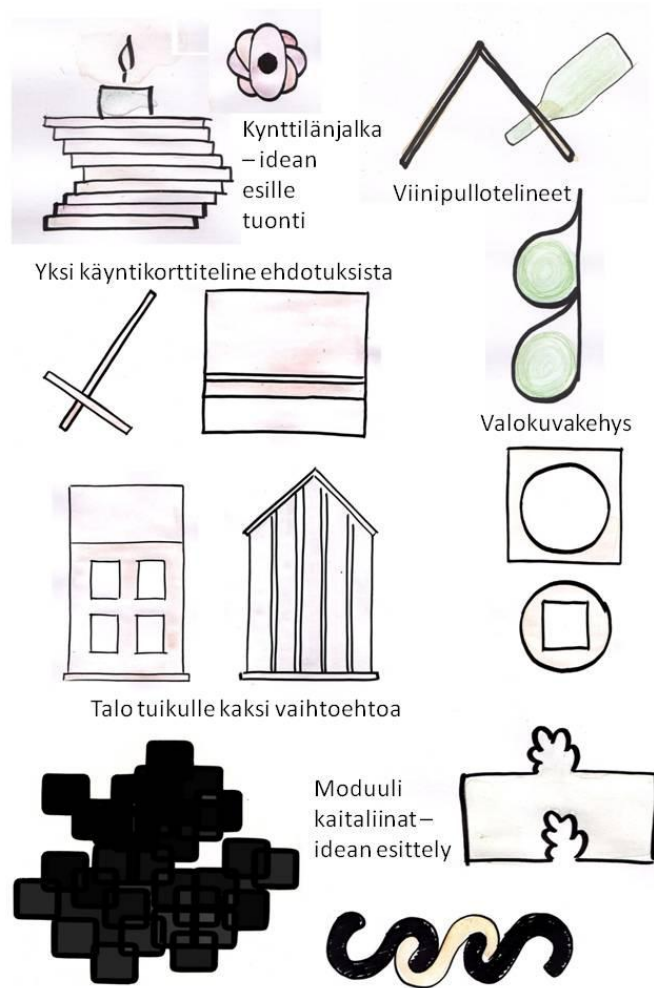 Kynttilänjalka
– idean
esille
tuonti
Viinipullotelineet
Yksi käyntikorttiteline ehdotuksista
Valokuvakehys
Talo tuikulle kaksi vaihtoehtoa
Moduuli
kaitaliinat –
idean esittely